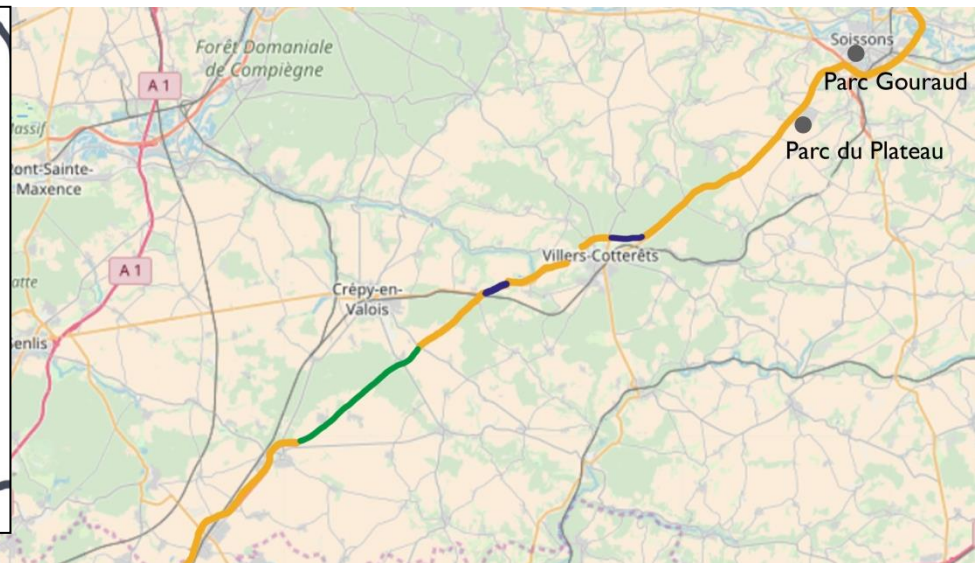 Forêt Domaniale
de Compiègne
Soissons
A 1
Parc Gouraud
assif
Parc du Plateau
ont-Sainte-
Maxence
Villers-Cotterêts
A 1
atte
Crépy-en-
Valois
enlis